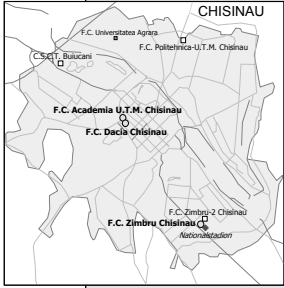 CHISINAU
F.C. Universitatea Agrara
F.C. Politehnica-U.T.M. Chisinau
C.S.C.T. Buiucani
F.C. Academia U.T.M. Chisinau
F.C. Dacia Chisinau
F.C. Zimbru-2 Chisinau
F.C. Zimbru Chisinau
Nationalstadion